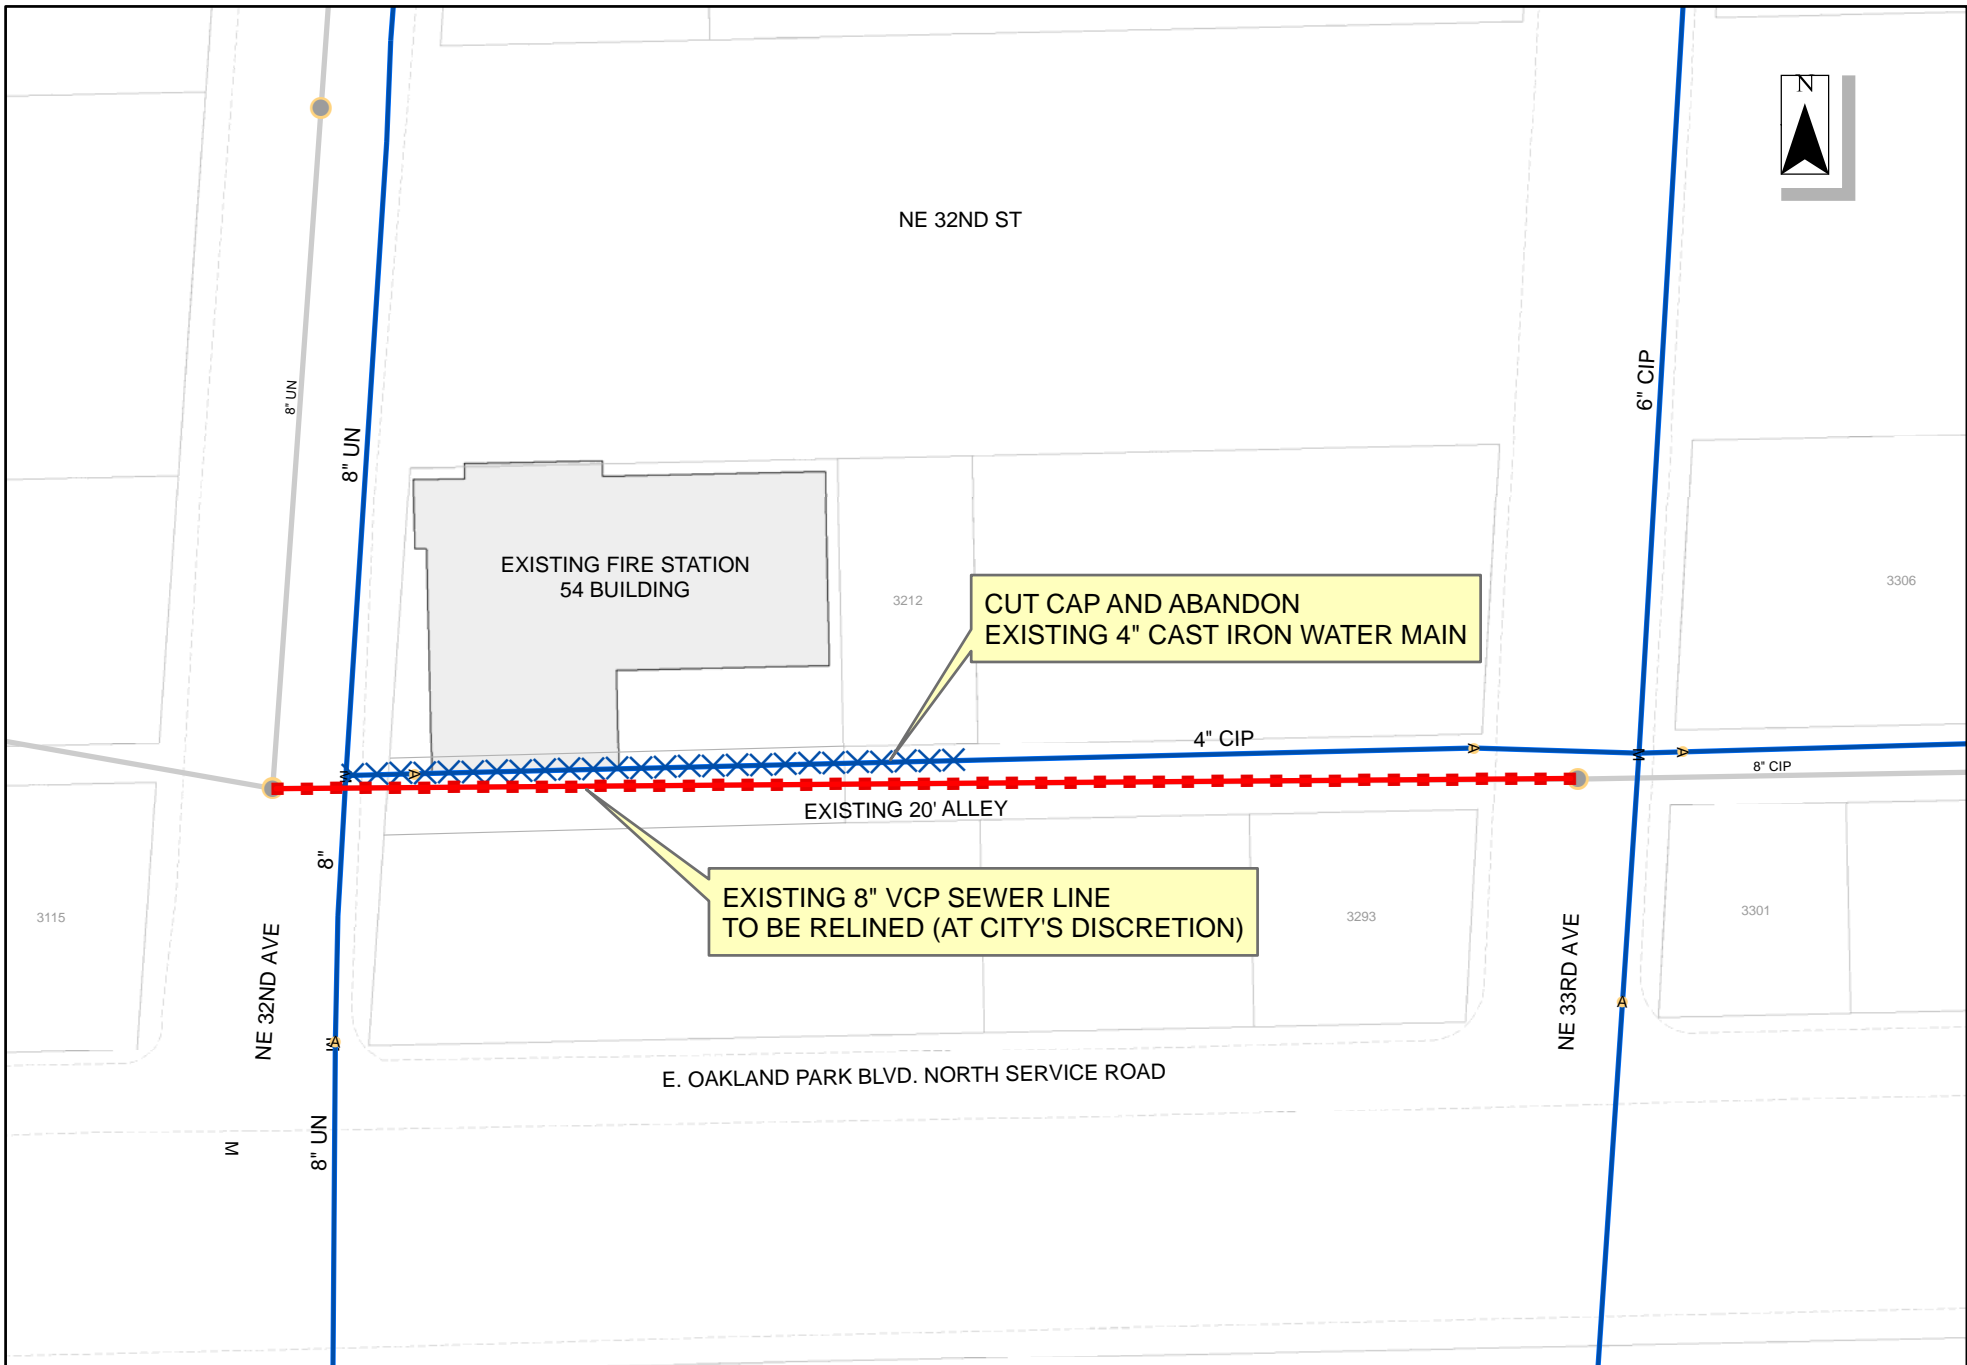 N
NE 32ND ST
8" UN
8" UN
6" CIP
EXISTING FIRE STATION
54 BUILDING
3212
3306
CUT CAP AND ABANDON
EXISTING 4" CAST IRON WATER MAIN
4" CIP
A
A
M
M
A
8" CIP
EXISTING 20' ALLEY
8"
EXISTING 8" VCP SEWER LINE
TO BE RELINED (AT CITY'S DISCRETION)
3115
3293
3301
NE 32ND AVE
NE 33RD AVE
A
M
A
E. OAKLAND PARK BLVD. NORTH SERVICE ROAD
8" UN
M